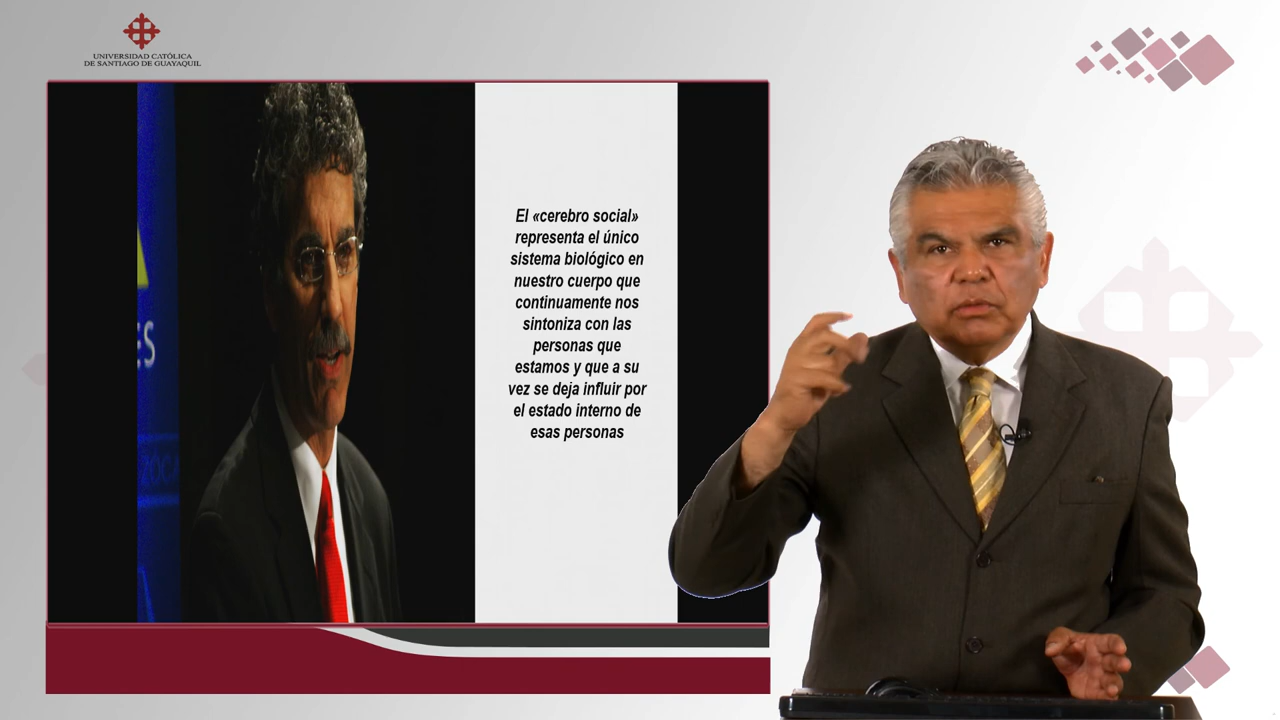 UNIVERSIDAD CATÓLICA
DE SANTIAGO DE GUAYAQUIL
ES
El «cerebro social»
representa el único
sistema biológico en
nuestro cuerpo que
continuamente nos
sintoniza con las
personas que
estamos y que a su
vez se deja influir por
el estado interno de
esas personas